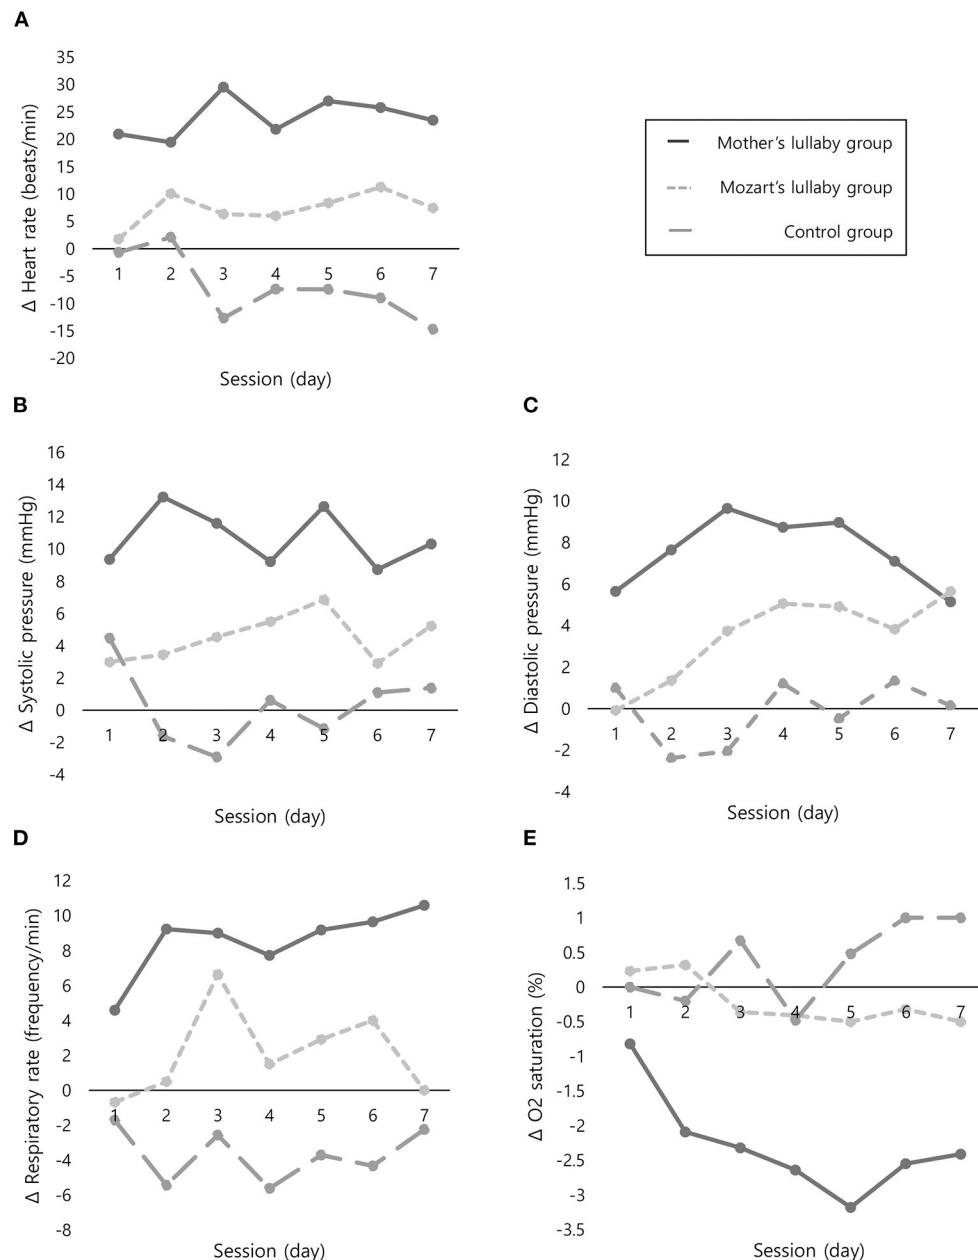 A
35
30
25
20
15
10
5
0
-5
-10
-15
-20
Δ Heart rate (beats/min)
1 2 3 4 5 6 7
Session (day)
Mother's lullaby group
Mozart's lullaby group
Control group
B
16
14
12
10
8
6
4
2
0
-2
-4
Δ Systolic pressure (mmHg)
1 2 3 4 5 6 7
Session (day)
C
12
10
8
6
4
2
0
-2
-4
Δ Diastolic pressure (mmHg)
1 2 3 4 5 6 7
Session (day)
D
12
10
8
6
4
2
0
-2
-4
-6
-8
Δ Respiratory rate (frequency/min)
1 2 3 4 5 6 7
Session (day)
E
1.5
1
0.5
0
-0.5
-1
-1.5
-2
-2.5
-3
-3.5
Δ O2 saturation (%)
1 2 3 4 5 6 7
Session (day)